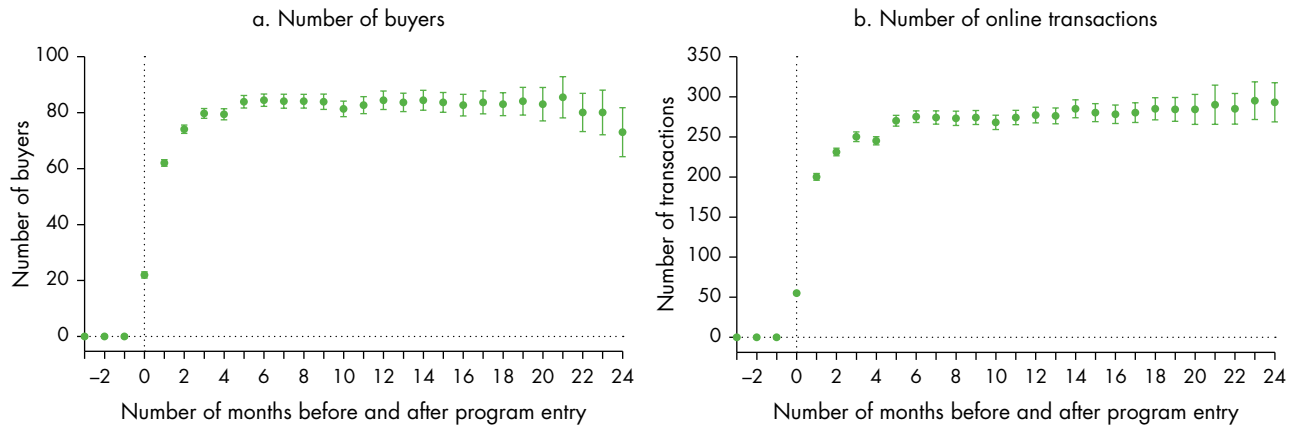 a. Number of buyers
100
80
60
40
20
0
Number of buyers
–2 0 2 4 6 8 10 12 14 16 18 20 22 24
Number of months before and after program entry
b. Number of online transactions
350
300
250
200
150
100
50
0
Number of transactions
–2 0 2 4 6 8 10 12 14 16 18 20 22 24
Number of months before and after program entry